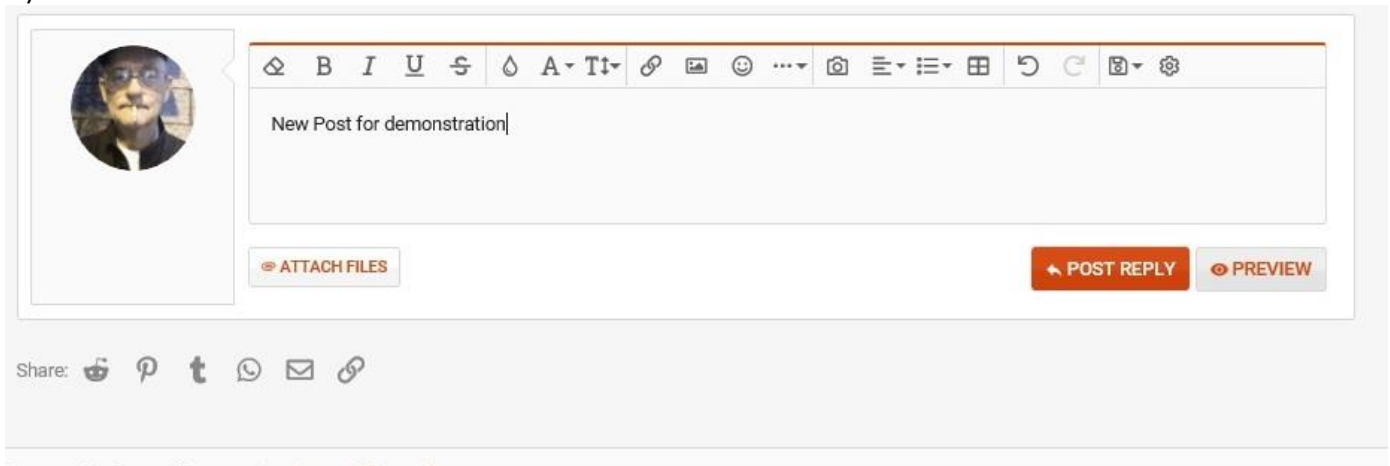 New Post for demonstration
ATTACH FILES
POST REPLY
PREVIEW
Share: